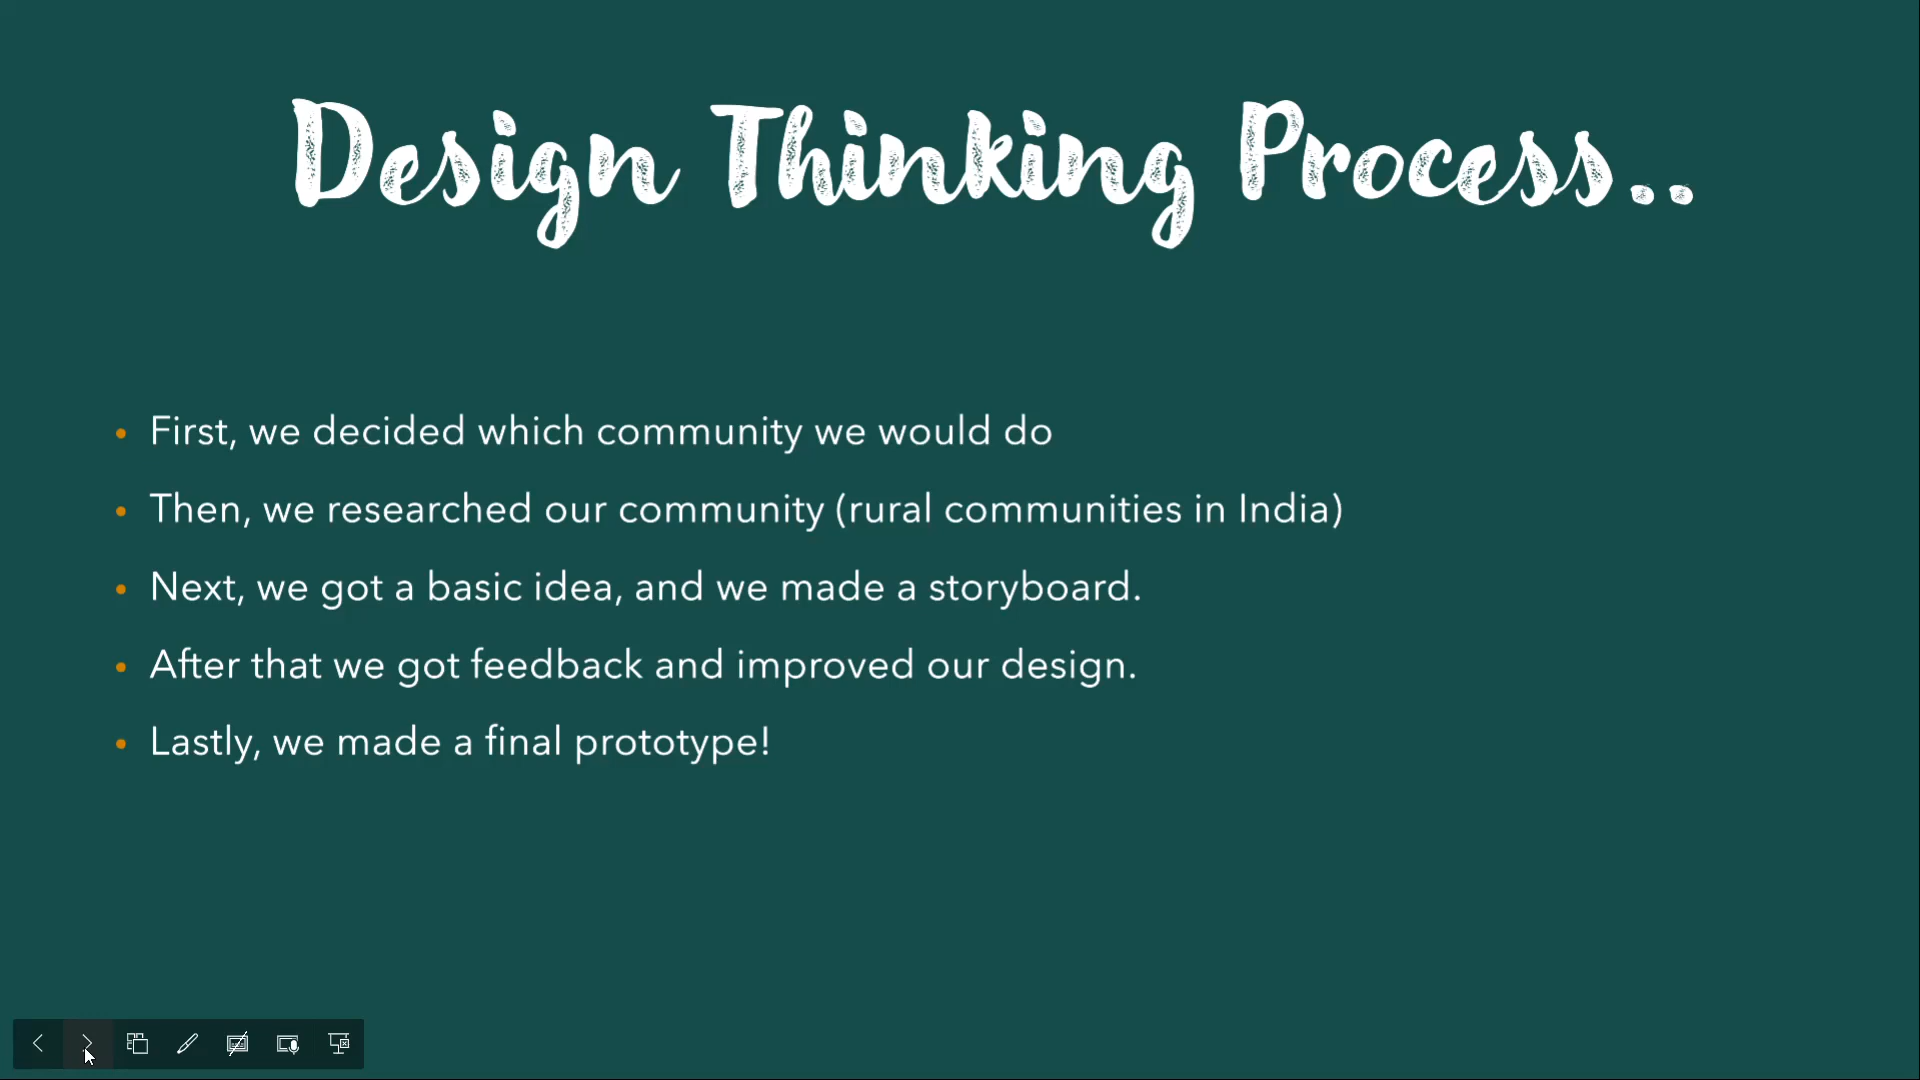 Design Thinking Process..
• First, we decided which community we would do
• Then, we researched our community (rural communities in India)
• Next, we got a basic idea, and we made a storyboard.
• After that we got feedback and improved our design.
• Lastly, we made a final prototype!